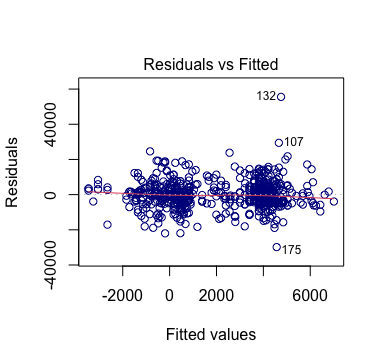 Residuals vs Fitted
Residuals
40000
0
-40000
132
107
175
-2000 0 2000 6000
Fitted values